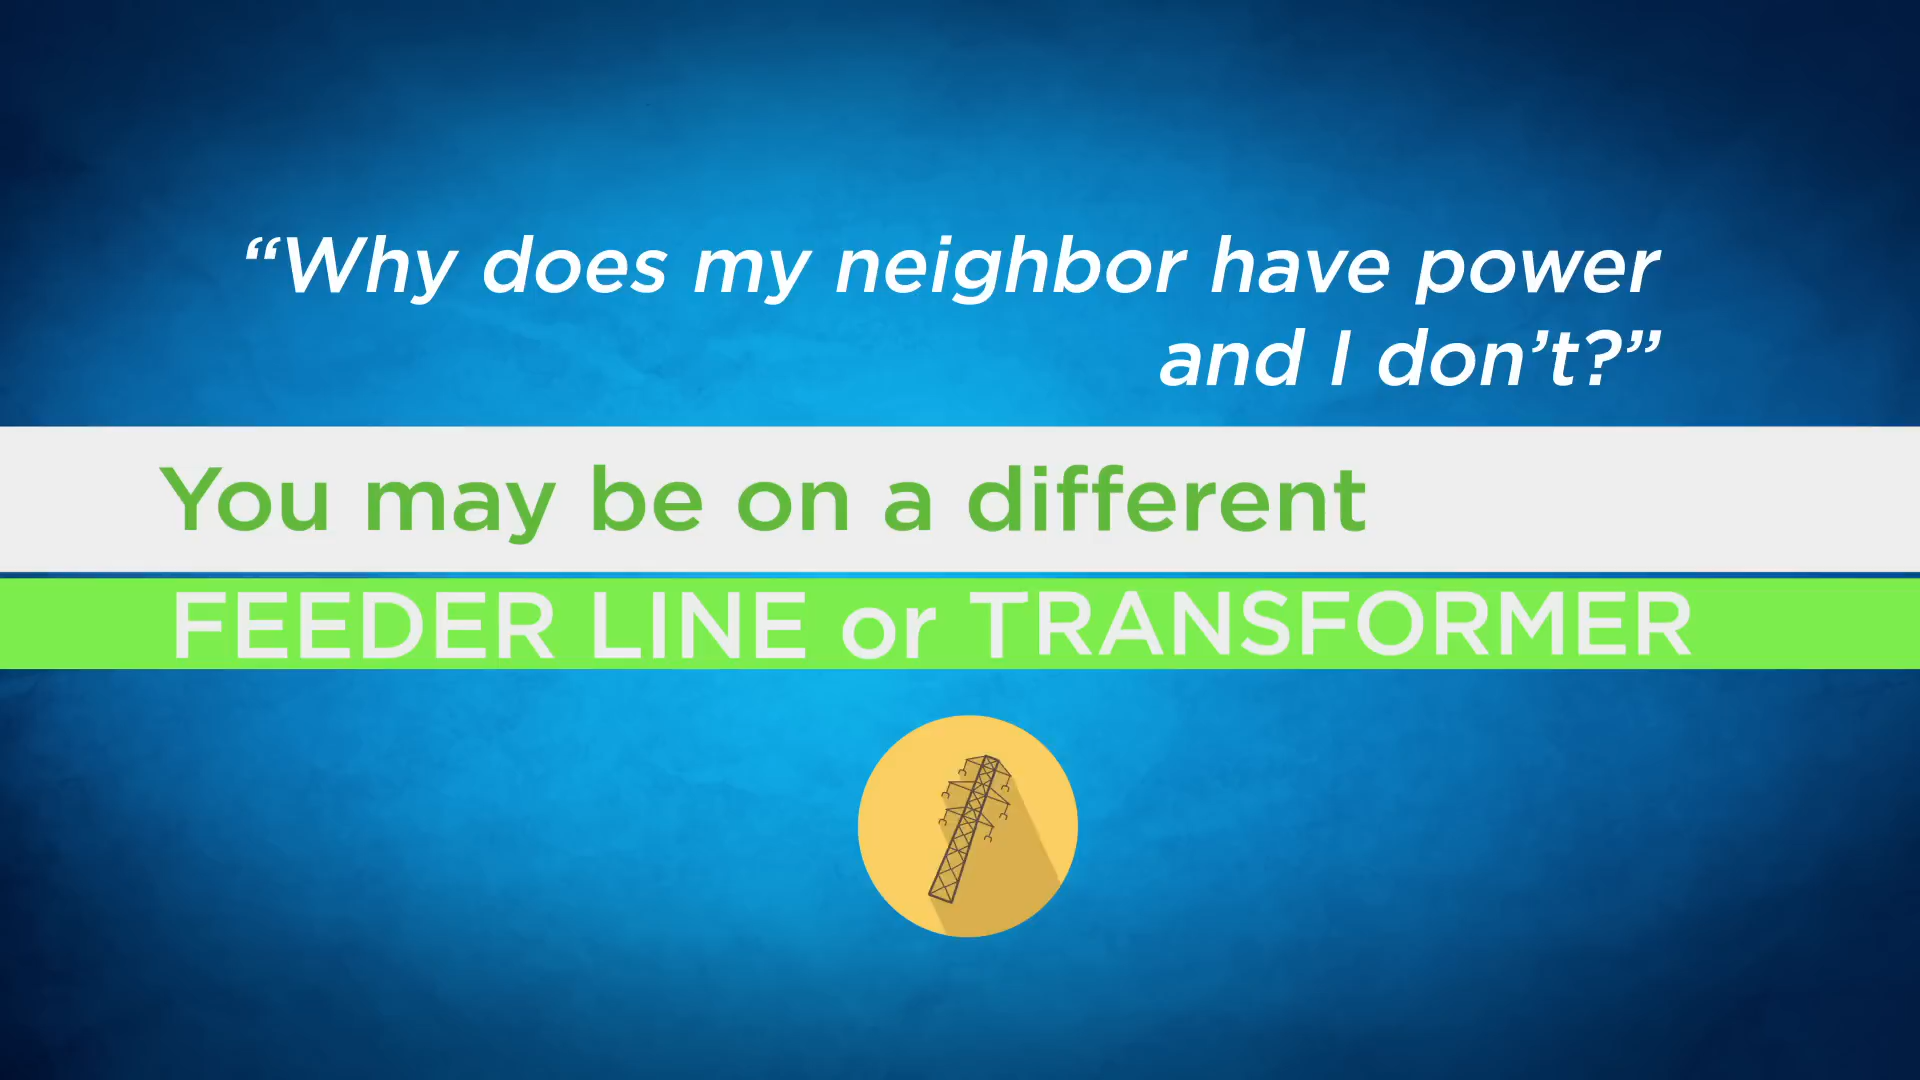 “Why does my neighbor have power
and I don’t?”
You may be on a different
FEEDER LINE or TRANSFORMER